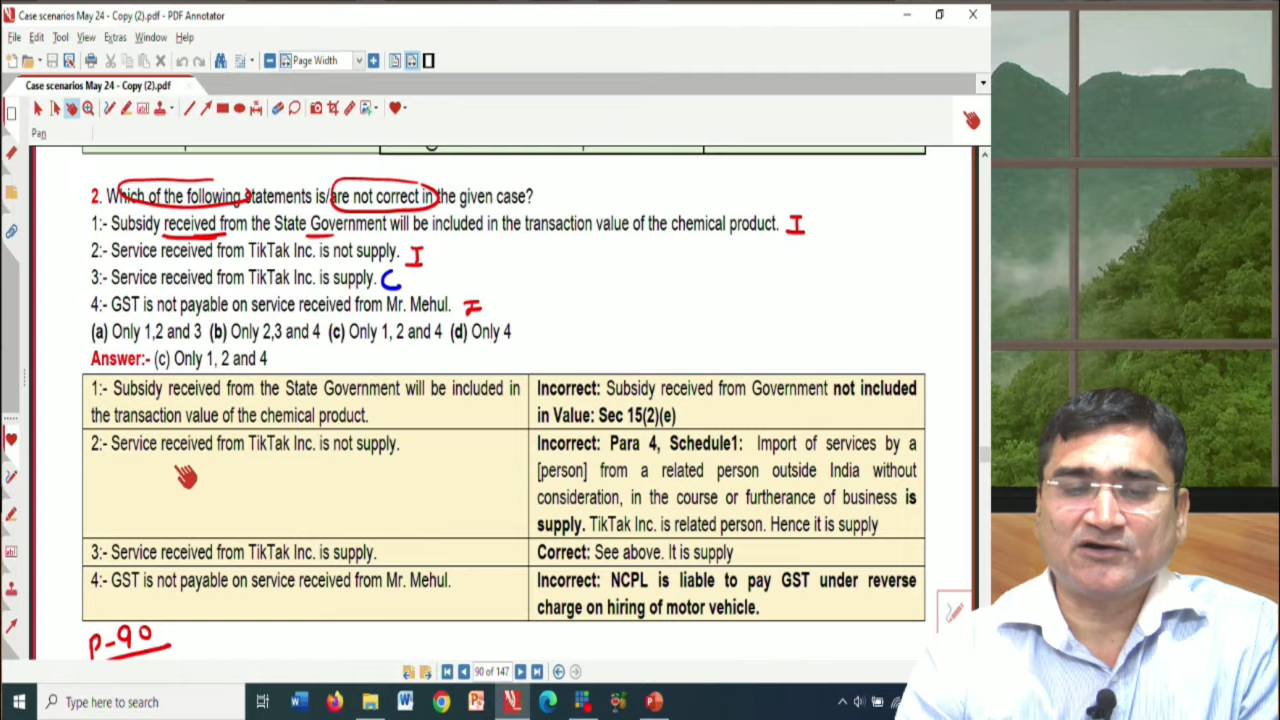 Case scenarios May 24 - Copy (2).pdf - PDF Annotator
File Edit Tool View Extras Window Help
Page Width
Case scenarios May 24 - Copy (2).pdf
Pan
2. Which of the following statements is/are not correct in the given case?
1:- Subsidy received from the State Government will be included in the transaction value of the chemical product. I
2:- Service received from TikTak Inc. is not supply. I
3:- Service received from TikTak Inc. is supply. C
4:- GST is not payable on service received from Mr. Mehul. I
(a) Only 1,2 and 3 (b) Only 2,3 and 4 (c) Only 1, 2 and 4 (d) Only 4
Answer:- (c) Only 1, 2 and 4
1:- Subsidy received from the State Government will be included in
the transaction value of the chemical product.
Incorrect: Subsidy received from Government not included
in Value: Sec 15(2)(e)
2:- Service received from TikTak Inc. is not supply.
Incorrect: Para 4, Schedule1: Import of services by a
[person] from a related person outside India without
consideration, in the course or furtherance of business is
supply. TikTak Inc. is related person. Hence it is supply
3:- Service received from TikTak Inc. is supply.
Correct: See above. It is supply
4:- GST is not payable on service received from Mr. Mehul.
Incorrect: NCPL is liable to pay GST under reverse
charge on hiring of motor vehicle.
P-90
90 of 147
Type here to search